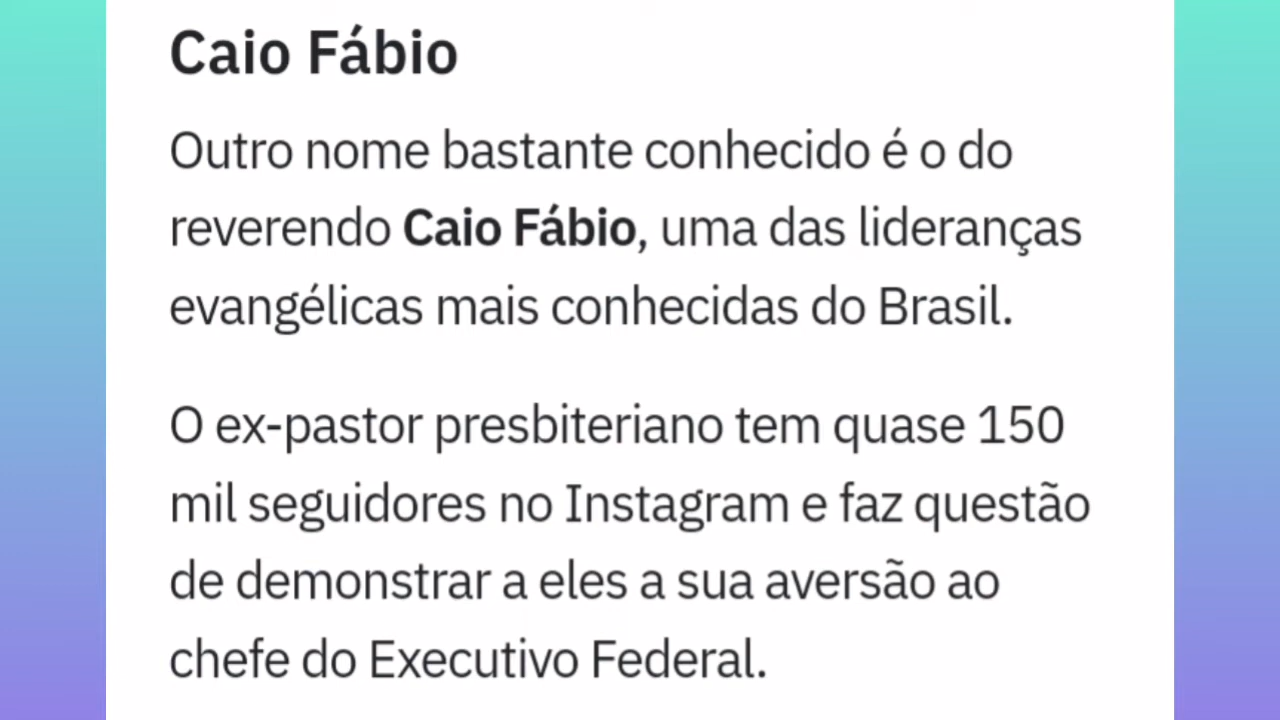 Caio Fábio
Outro nome bastante conhecido é o do
reverendo Caio Fábio, uma das lideranças
evangélicas mais conhecidas do Brasil.
O ex-pastor presbiteriano tem quase 150
mil seguidores no Instagram e faz questão
de demonstrar a eles a sua aversão ao
chefe do Executivo Federal.